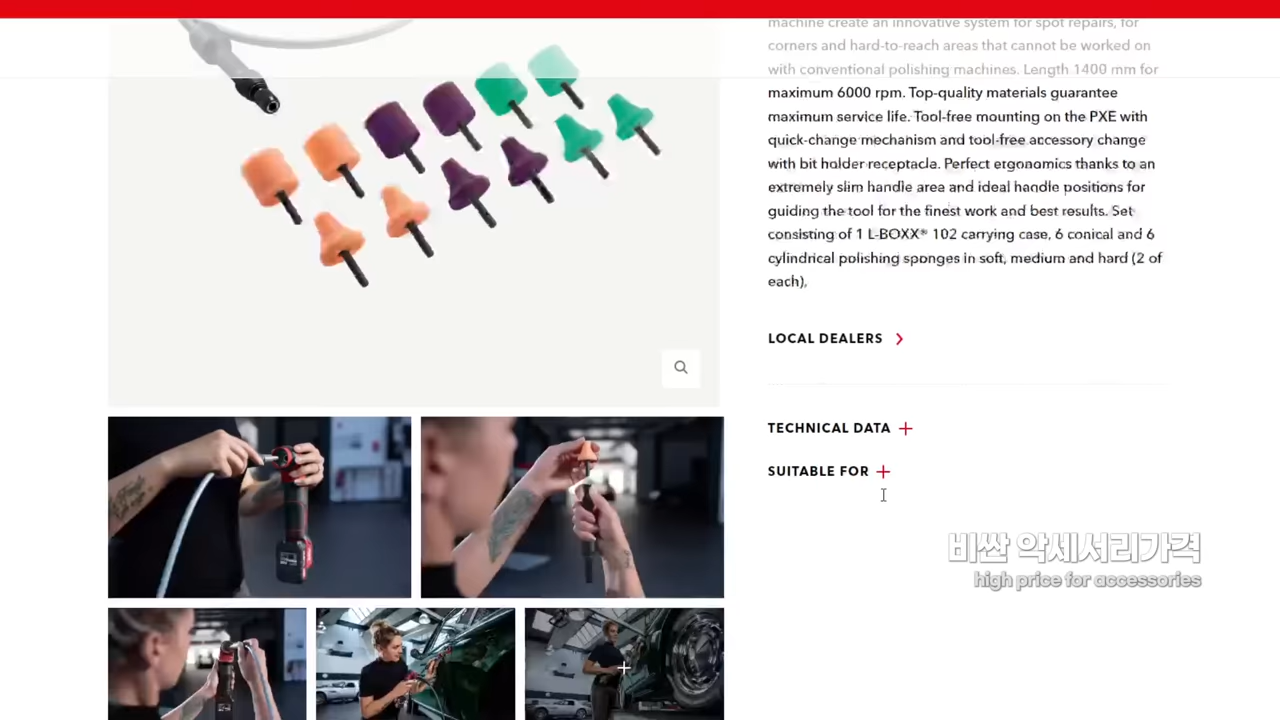 machine create an innovative system for spot repairs, for
corners and hard-to-reach areas that cannot be worked on
with conventional polishing machines. Length 1400 mm for
maximum 6000 rpm. Top-quality materials guarantee
maximum service life. Tool-free mounting on the PXE with
quick-change mechanism and tool-free accessory change
with bit holder receptacla. Perfect ergonomics thanks to an
extremely slim handle area and ideal handle positions for
guiding the tool for the finest work and best results. Set
consisting of 1 L-BOXX® 102 carrying case, 6 conical and 6
cylindrical polishing sponges in soft, medium and hard (2 of
each),
LOCAL DEALERS
TECHNICAL DATA
SUITABLE FOR
비싼 악세서리가격
high price for accessories